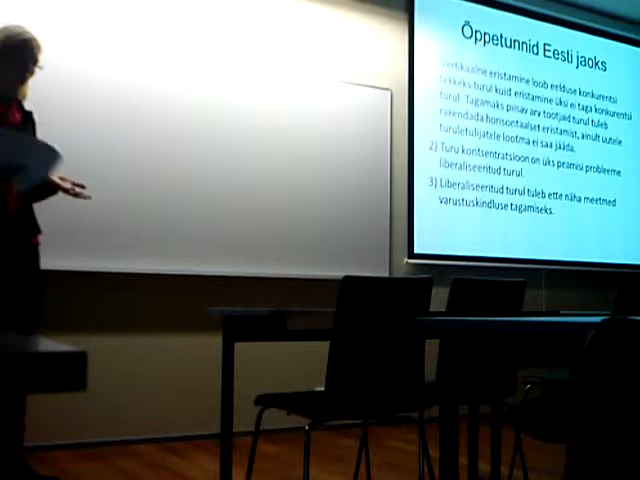 Õppetunnid Eesti jaoks
Vertikaalne eristamine loob eelduse konkurentsi
tekkeks turul kuid eristamine üksi ei taga konkurentsi
turul. Tagamaks piisav arv tootjaid turul tuleb
rakendada horisontaalset eristamist, ainult uutele
turuletulijatele lootma ei saa jääda.
2) Turu kontsentratsioon on üks peamisi probleeme
liberaliseeritud turul.
3) Liberaliseeritud turul tuleb ette näha meetmed
varustuskindluse tagamiseks.